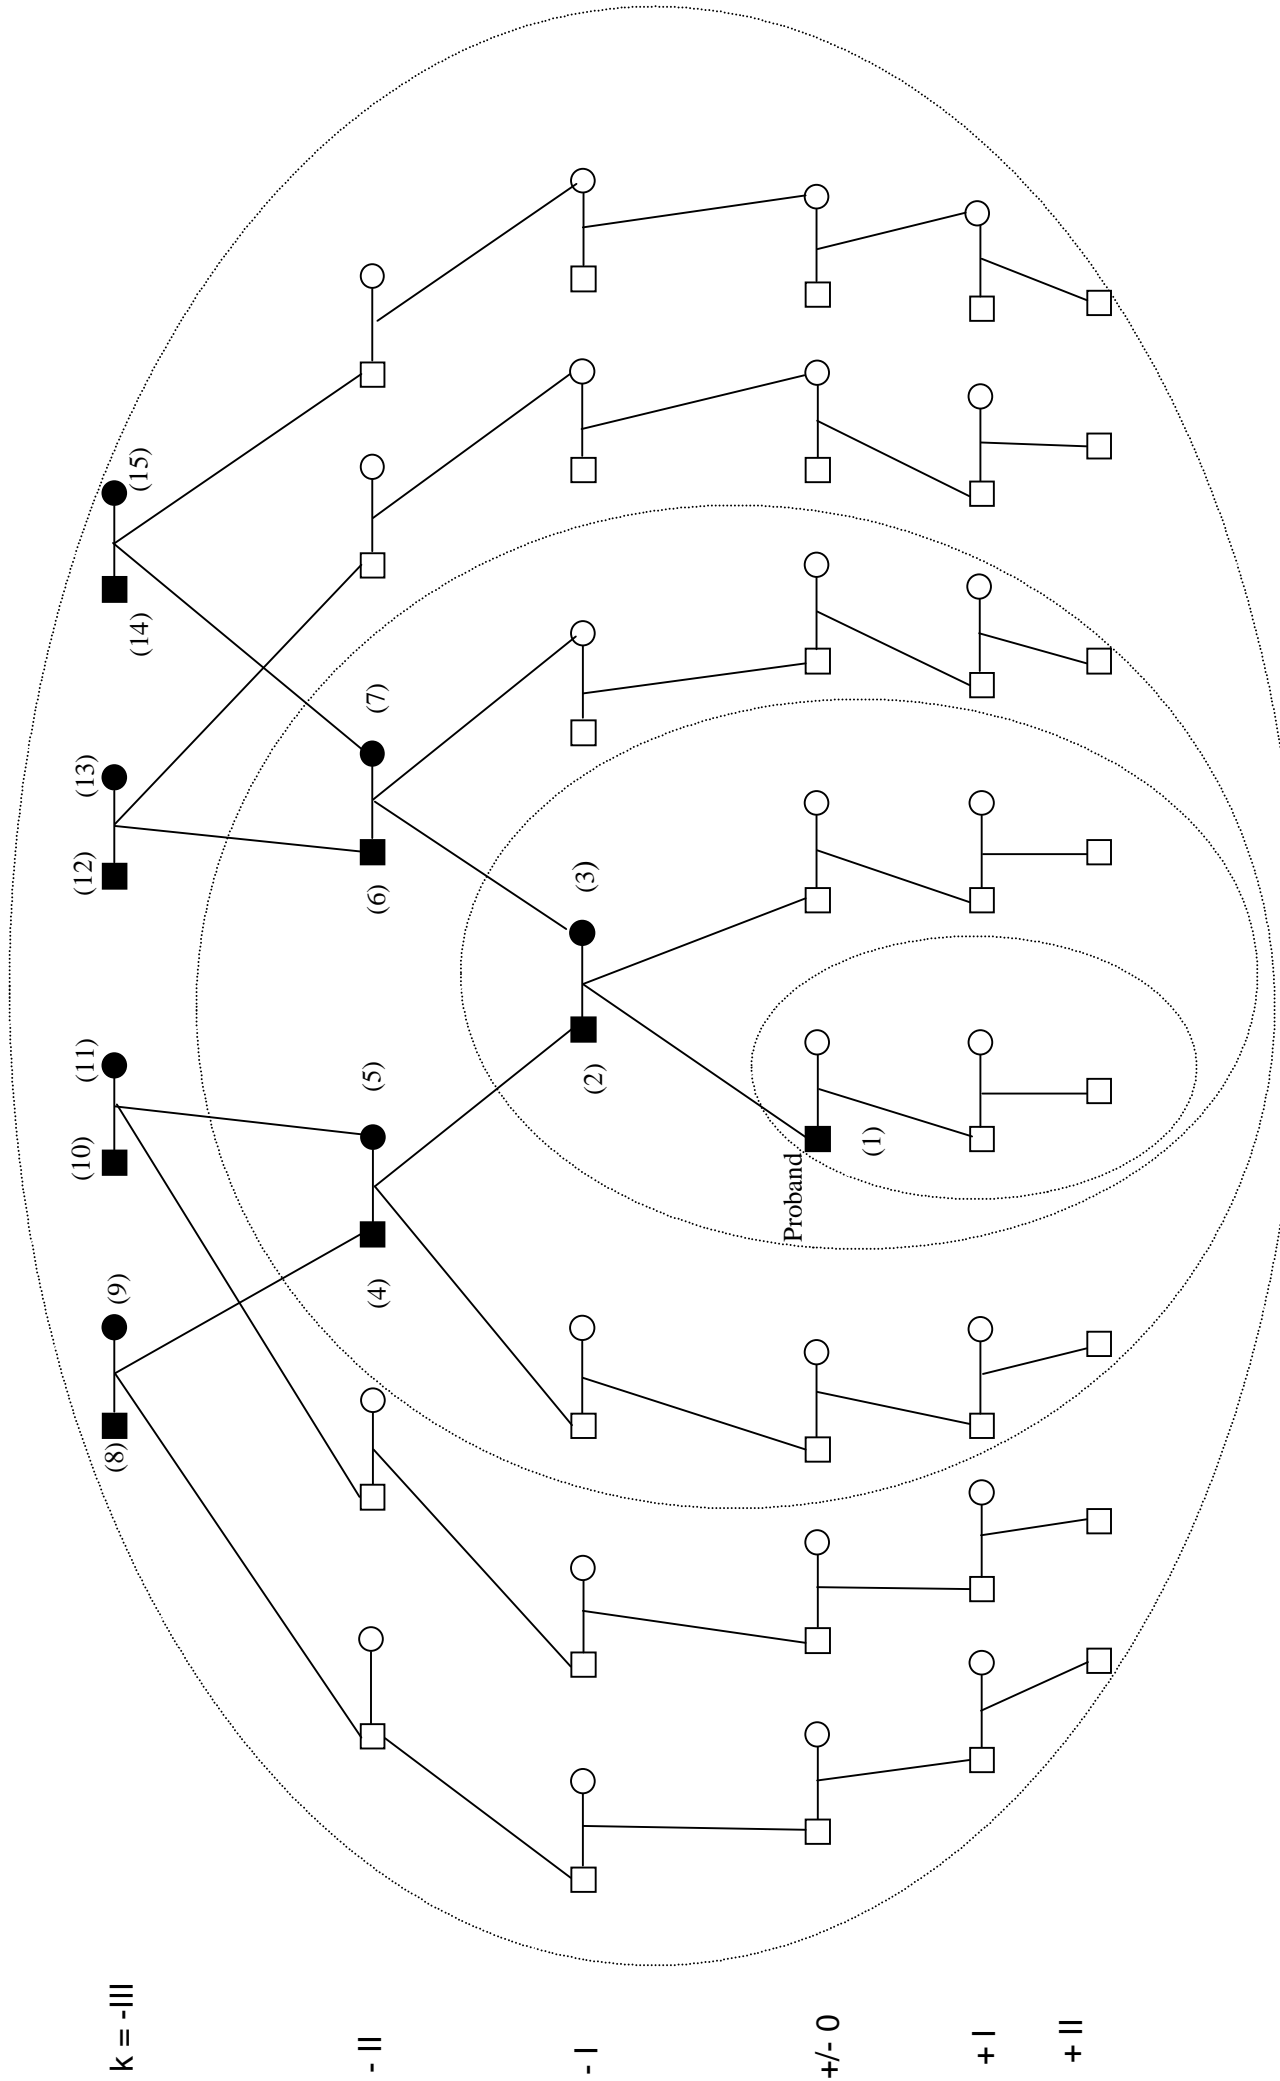 k = -III
(8)
(9)
(10)
(11)
(12)
(13)
(14)
(15)
- II
(4)
(5)
(6)
(7)
- I
(2)
(3)
+/- 0
Proband
(1)
+ I
+ II